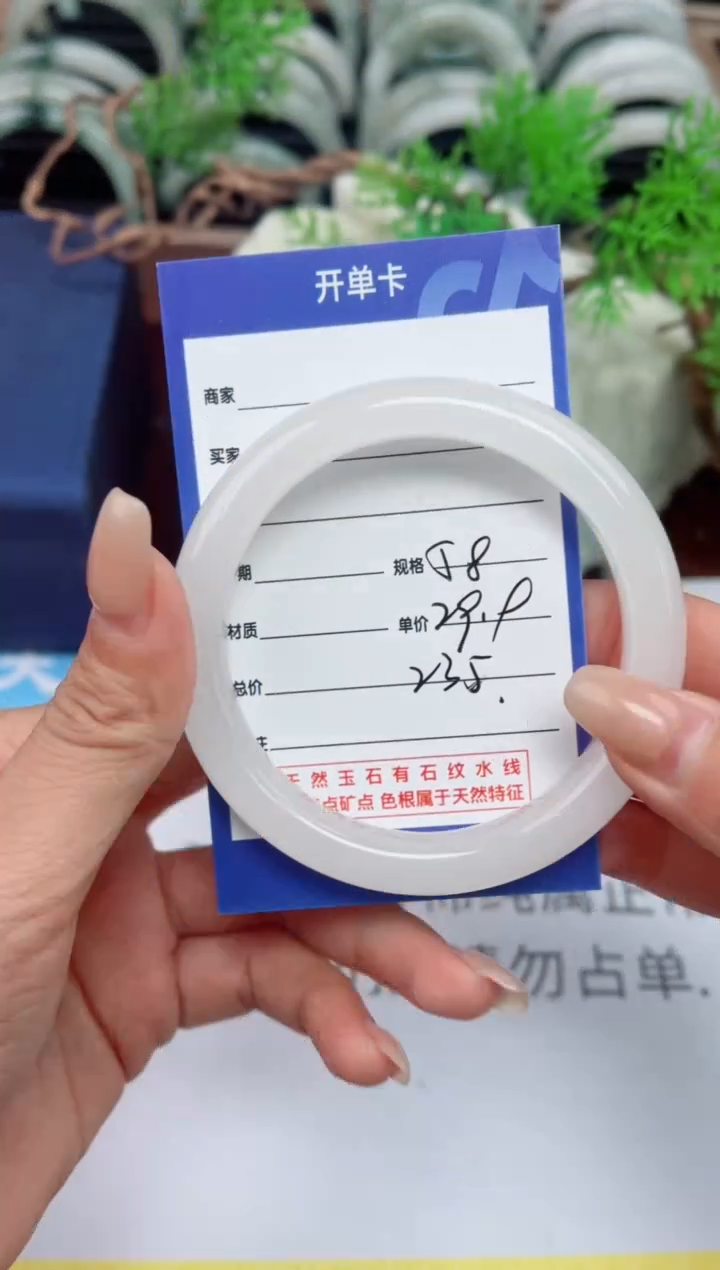 开单卡
商家
买家
期
规格 58
材质
单价 29.9
总价 235.
天然玉石有石纹水线
点矿点 色根属于天然特征
请勿占单.